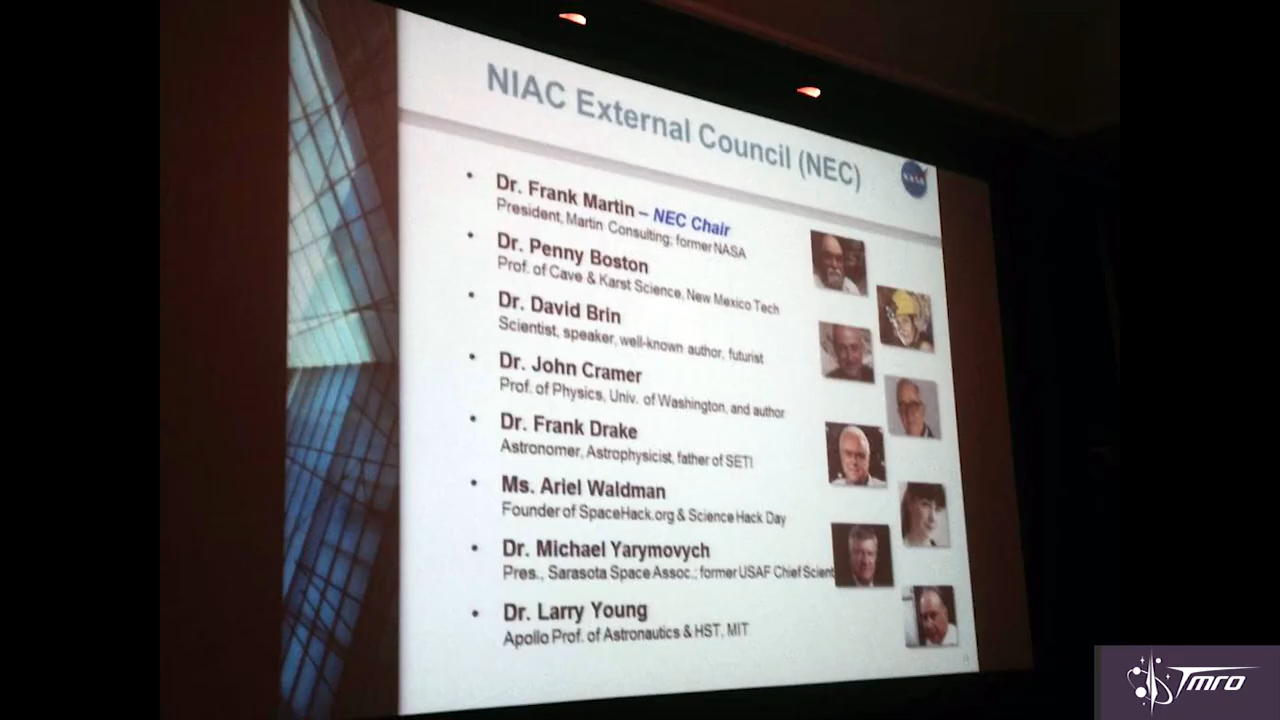 NIAC External Council (NEC)
NASA
• Dr. Frank Martin – NEC Chair
President, Martin Consulting; former NASA
• Dr. Penny Boston
Prof. of Cave & Karst Science, New Mexico Tech
• Dr. David Brin
Scientist, speaker, well-known author, futurist
• Dr. John Cramer
Prof. of Physics, Univ. of Washington, and author
• Dr. Frank Drake
Astronomer, Astrophysicist, father of SETI
• Ms. Ariel Waldman
Founder of SpaceHack.org & Science Hack Day
• Dr. Michael Yarymovych
Pres., Sarasota Space Assoc.; former USAF Chief Scient
• Dr. Larry Young
Apollo Prof. of Astronautics & HST, MIT
Tmro